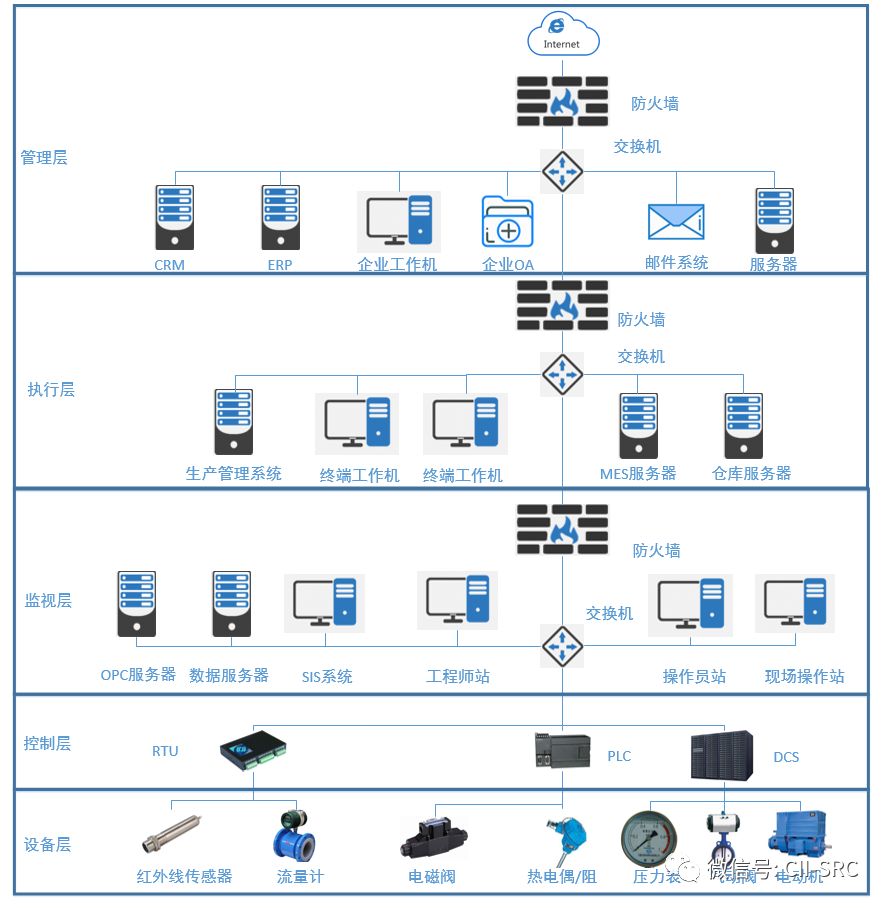 Internet
防火墙
交换机
管理层
CRM
ERP
企业工作机
企业OA
邮件系统
服务器
防火墙
交换机
执行层
生产管理系统
终端工作机
终端工作机
MES服务器
仓库服务器
防火墙
监视层
交换机
OPC服务器
数据服务器
SIS系统
工程师站
操作员站
现场操作站
控制层
RTU
PLC
DCS
设备层
红外线传感器
流量计
电磁阀
热电偶/阻
压力表
气动阀
电动机
微信号: CII-SRC